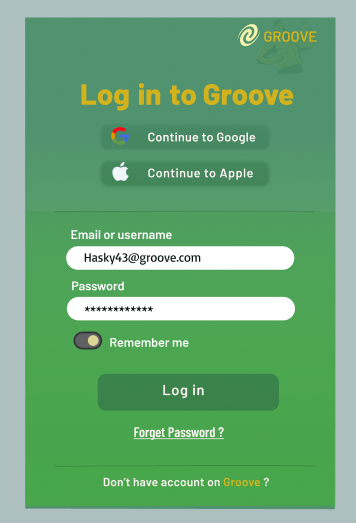 GROOVE
Log in to Groove
Continue to Google
Continue to Apple
Email or username
Hasky43@groove.com
Password
************
Remember me
Log in
Forget Password ?
Don't have account on Groove ?